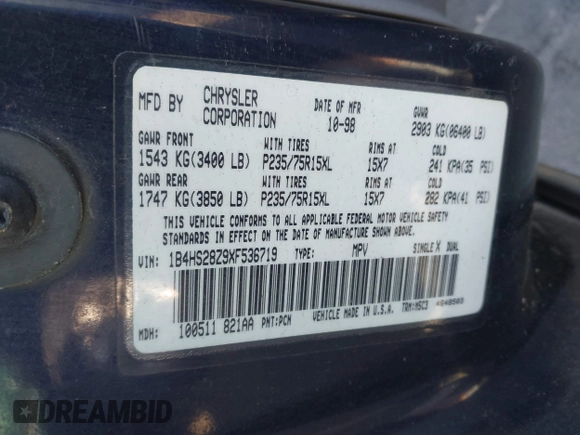 MFD BY CHRYSLER CORPORATION DATE OF MFR 10-98 GVWR 2903 KG(06400 LB)
GAWR FRONT WITH TIRES RIMS AT COLD
1543 KG(3400 LB) P235/75R15XL 15X7 241 KPA(35 PSI)
GAWR REAR WITH TIRES RIMS AT COLD
1747 KG(3850 LB) P235/75R15XL 15X7 282 KPA(41 PSI)
THIS VEHICLE CONFORMS TO ALL APPLICABLE FEDERAL MOTOR VEHICLE SAFETY
STANDARDS IN EFFECT ON THE DATE OF MANUFACTURE SHOWN ABOVE.
VIN: 1B4HS28Z9XF536719 TYPE: MPV SINGLE X DUAL
MDH: 100511 821AA PNT:PCN VEHICLE MADE IN U.S.A. TRM:M5C3
DREAMBID